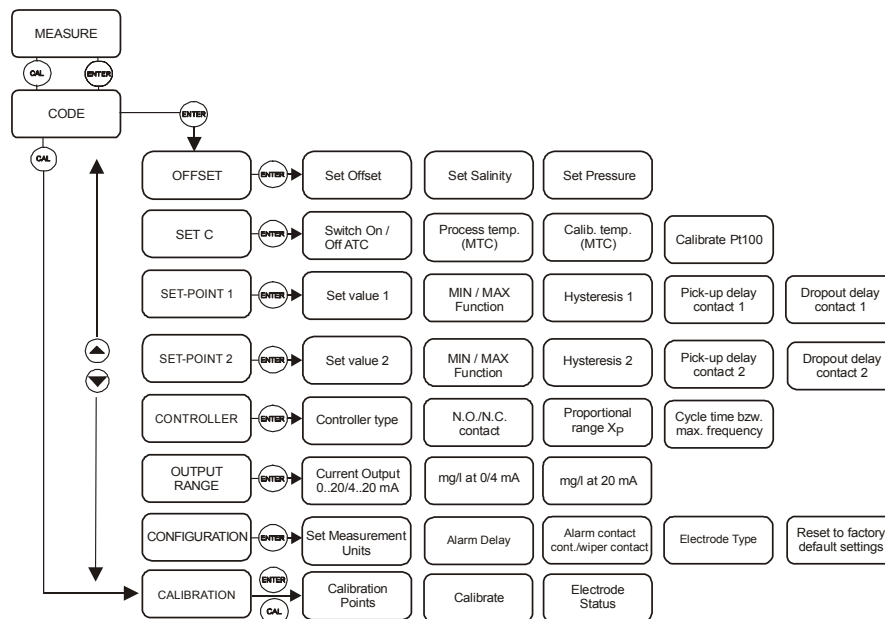 MEASURE
CAL ENTER
CODE
ENTER
CAL
OFFSET ENTER Set Offset Set Salinity Set Pressure
SET C ENTER Switch On / Process temp. Calib. temp. Calibrate Pt100
Off ATC (MTC) (MTC)
SET-POINT 1 ENTER Set value 1 MIN / MAX Hysteresis 1 Pick-up delay Dropout delay
Function contact 1 contact 1
SET-POINT 2 ENTER Set value 2 MIN / MAX Hysteresis 2 Pick-up delay Dropout delay
Function contact 2 contact 2
CONTROLLER ENTER Controller type N.O./N.C. Proportional Cycle time bzw.
contact range XP max. frequency
OUTPUT ENTER Current Output mg/l at 0/4 mA mg/l at 20 mA
RANGE 0..20/4..20 mA
CONFIGURATION ENTER Set Measurement Alarm Delay Alarm contact Electrode Type Reset to factory
Units cont./wiper contact default settings
ENTER
CALIBRATION Calibration Calibrate Electrode
Points Status
CAL